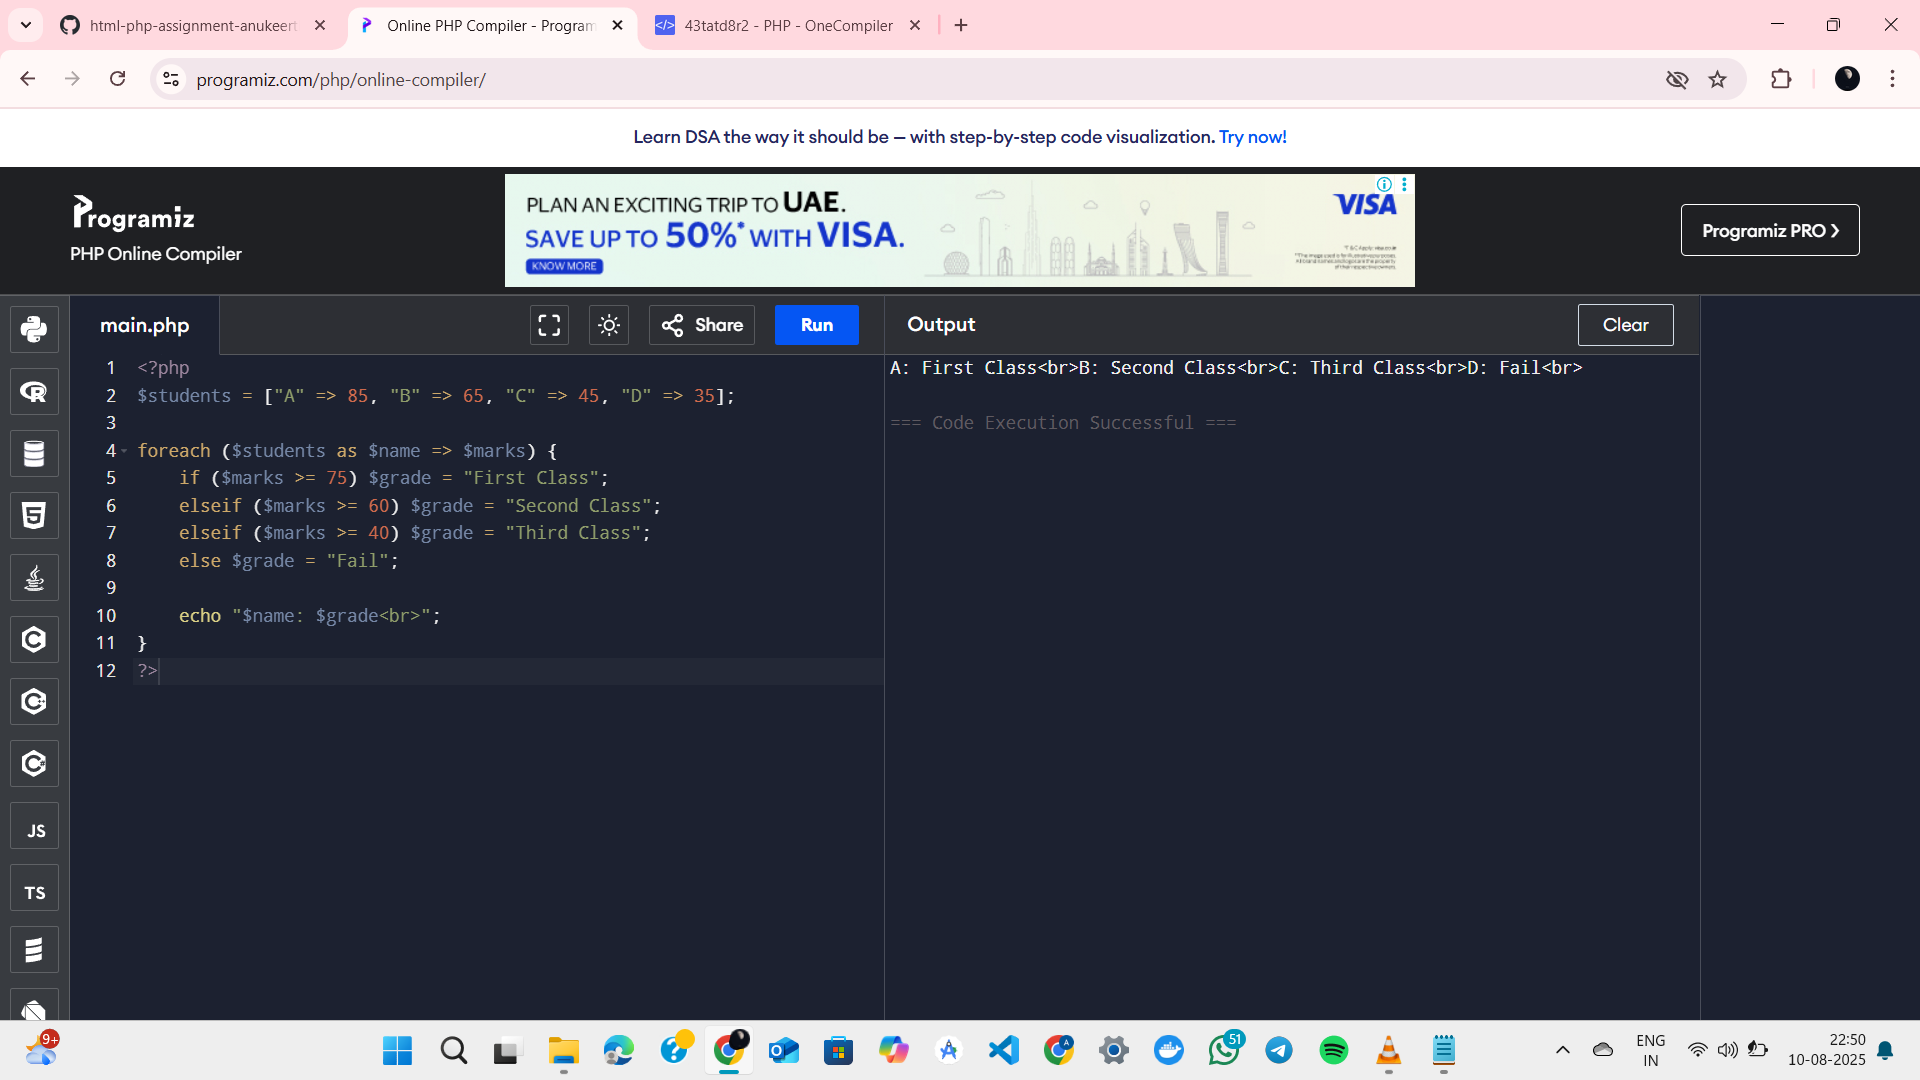 html-php-assignment-anukeert
Online PHP Compiler - Program
43tatd8r2 - PHP - OneCompiler
programiz.com/php/online-compiler/
Learn DSA the way it should be — with step-by-step code visualization. Try now!
Programiz
PHP Online Compiler
PLAN AN EXCITING TRIP TO UAE.
SAVE UP TO 50%* WITH VISA.
KNOW MORE
VISA
Programiz PRO ❯
main.php
Share
Run
Output
Clear
1 <?php
2 $students = ["A" => 85, "B" => 65, "C" => 45, "D" => 35];
3
4 foreach ($students as $name => $marks) {
5     if ($marks >= 75) $grade = "First Class";
6     elseif ($marks >= 60) $grade = "Second Class";
7     elseif ($marks >= 40) $grade = "Third Class";
8     else $grade = "Fail";
9
10     echo "$name: $grade<br>";
11 }
12 ?>
A: First Class<br>B: Second Class<br>C: Third Class<br>D: Fail<br>
=== Code Execution Successful ===
JS
TS
9+
51
ENG
IN
22:50
10-08-2025